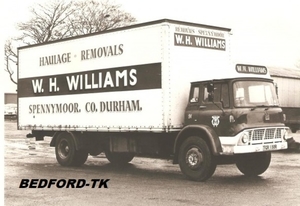 W. H. WILLIAMS
HAULAGE - REMOVALS
W. H. WILLIAMS
SPENNYMOOR. CO. DURHAM.
W. H. WILLIAMS
BEDFORD-TK